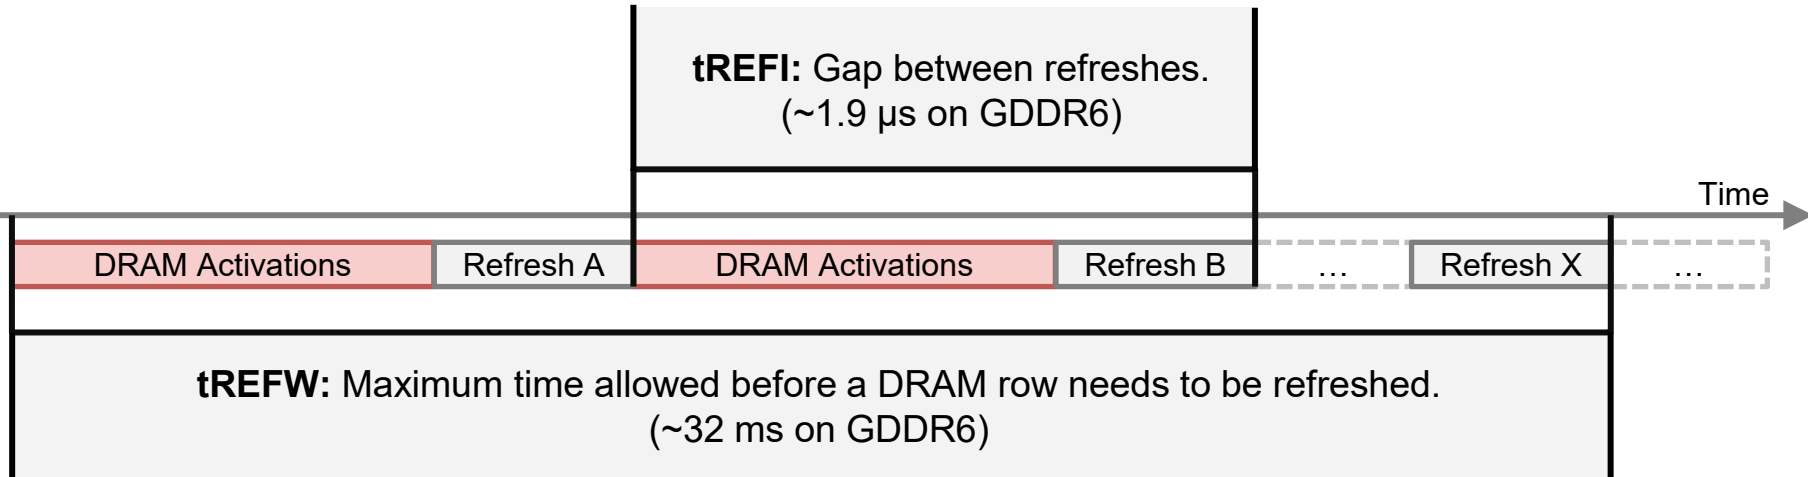 tREFI: Gap between refreshes.
(~1.9 µs on GDDR6)
Time
DRAM Activations
Refresh A
DRAM Activations
Refresh B
...
Refresh X
...
tREFW: Maximum time allowed before a DRAM row needs to be refreshed.
(~32 ms on GDDR6)